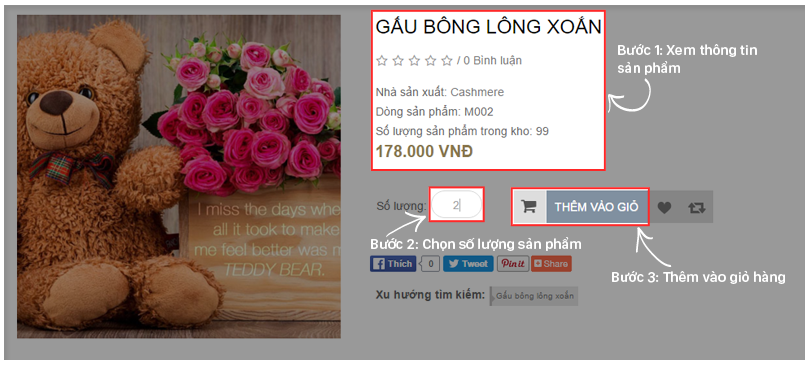 GẤU BÔNG LÔNG XOẮN
/ 0 Bình luận
Nhà sản xuất: Cashmere
Dòng sản phẩm: M002
Số lượng sản phẩm trong kho: 99
178.000 VNĐ
Bước 1: Xem thông tin
sản phẩm
Số lượng: 2
THÊM VÀO GIỎ
Bước 2: Chọn số lượng sản phẩm
Bước 3: Thêm vào giỏ hàng
Thích 0 Tweet Pin it Share
Xu hướng tìm kiếm: Gấu bông lông xoắn
I miss the days whe
all it took to make
me feel better was m
TEDDY BEAR.